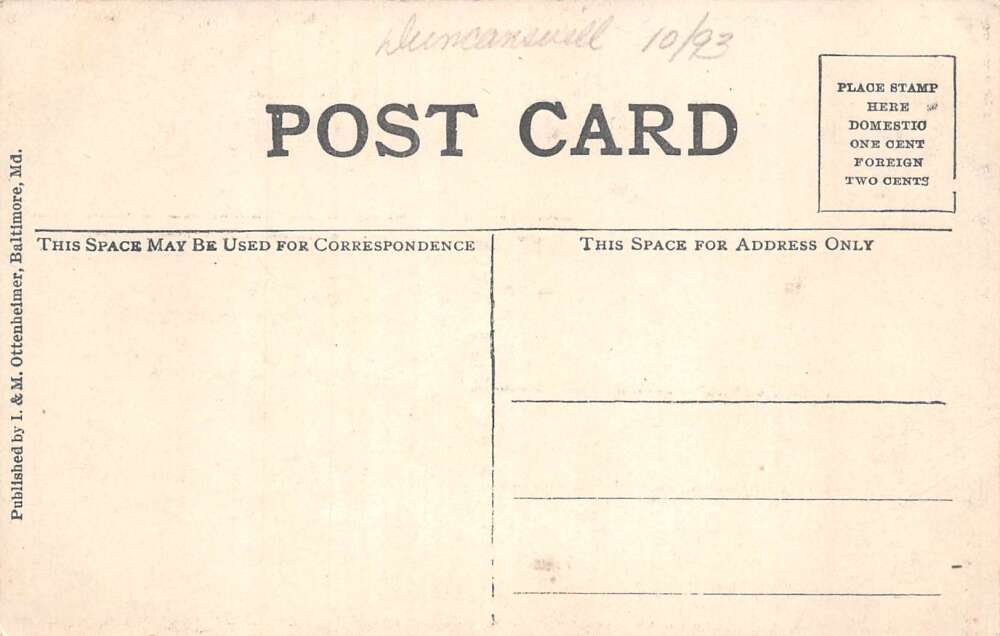 Duncansvill 10/93
POST CARD
PLACE STAMP
HERE
DOMESTIC
ONE CENT
FOREIGN
TWO CENTS
THIS SPACE MAY BE USED FOR CORRESPONDENCE
THIS SPACE FOR ADDRESS ONLY
Published by I. & M. Ottenheimer, Baltimore, Md.